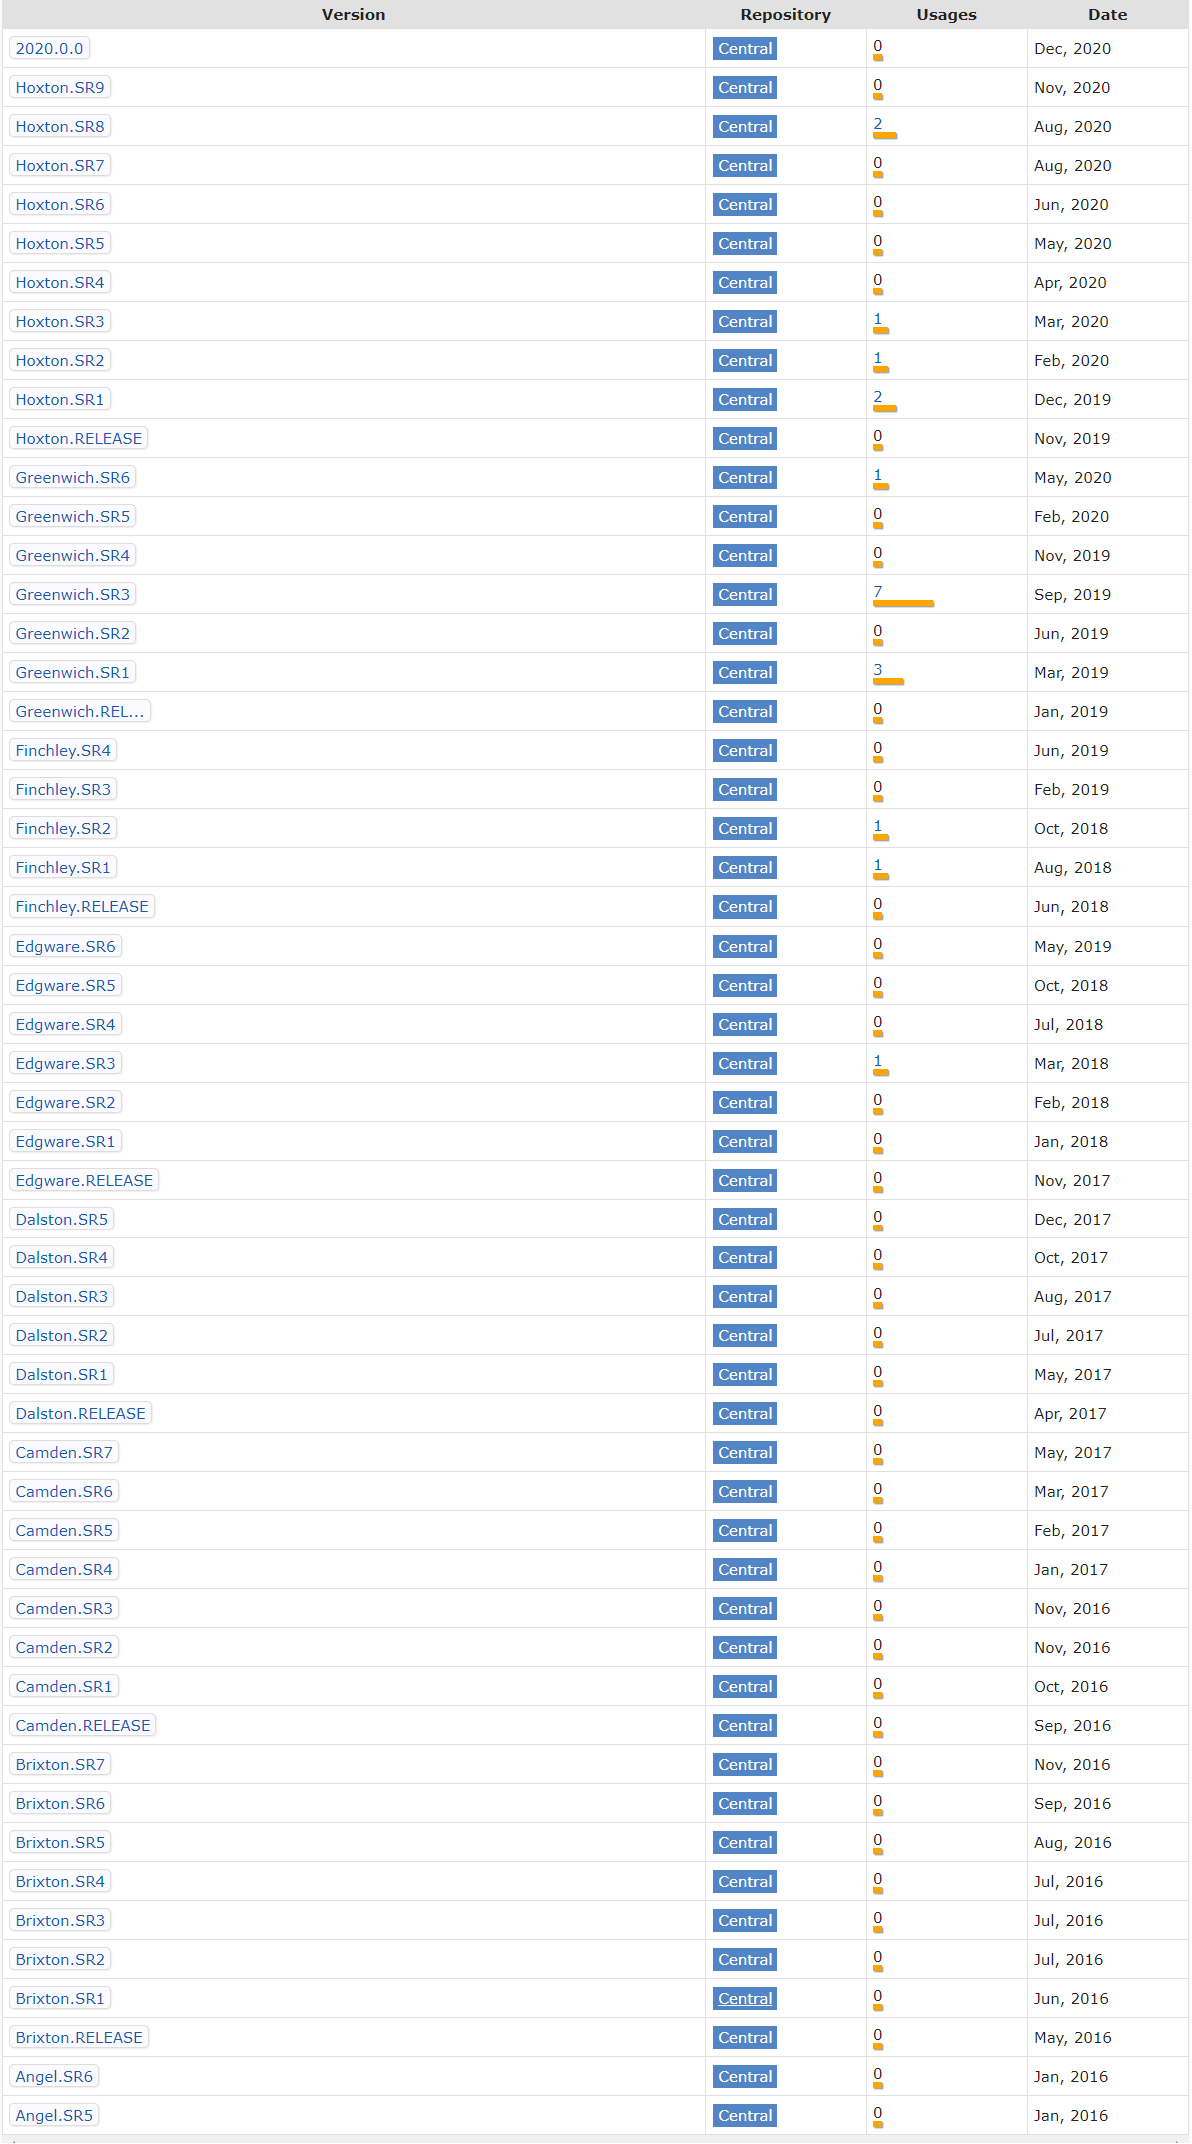 Version Repository Usages Date
2020.0.0 Central 0 Dec, 2020
Hoxton.SR9 Central 0 Nov, 2020
Hoxton.SR8 Central 2 Aug, 2020
Hoxton.SR7 Central 0 Aug, 2020
Hoxton.SR6 Central 0 Jun, 2020
Hoxton.SR5 Central 0 May, 2020
Hoxton.SR4 Central 0 Apr, 2020
Hoxton.SR3 Central 1 Mar, 2020
Hoxton.SR2 Central 1 Feb, 2020
Hoxton.SR1 Central 2 Dec, 2019
Hoxton.RELEASE Central 0 Nov, 2019
Greenwich.SR6 Central 1 May, 2020
Greenwich.SR5 Central 0 Feb, 2020
Greenwich.SR4 Central 0 Nov, 2019
Greenwich.SR3 Central 7 Sep, 2019
Greenwich.SR2 Central 0 Jun, 2019
Greenwich.SR1 Central 3 Mar, 2019
Greenwich.REL... Central 0 Jan, 2019
Finchley.SR4 Central 0 Jun, 2019
Finchley.SR3 Central 0 Feb, 2019
Finchley.SR2 Central 1 Oct, 2018
Finchley.SR1 Central 1 Aug, 2018
Finchley.RELEASE Central 0 Jun, 2018
Edgware.SR6 Central 0 May, 2019
Edgware.SR5 Central 0 Oct, 2018
Edgware.SR4 Central 0 Jul, 2018
Edgware.SR3 Central 1 Mar, 2018
Edgware.SR2 Central 0 Feb, 2018
Edgware.SR1 Central 0 Jan, 2018
Edgware.RELEASE Central 0 Nov, 2017
Dalston.SR5 Central 0 Dec, 2017
Dalston.SR4 Central 0 Oct, 2017
Dalston.SR3 Central 0 Aug, 2017
Dalston.SR2 Central 0 Jul, 2017
Dalston.SR1 Central 0 May, 2017
Dalston.RELEASE Central 0 Apr, 2017
Camden.SR7 Central 0 May, 2017
Camden.SR6 Central 0 Mar, 2017
Camden.SR5 Central 0 Feb, 2017
Camden.SR4 Central 0 Jan, 2017
Camden.SR3 Central 0 Nov, 2016
Camden.SR2 Central 0 Nov, 2016
Camden.SR1 Central 0 Oct, 2016
Camden.RELEASE Central 0 Sep, 2016
Brixton.SR7 Central 0 Nov, 2016
Brixton.SR6 Central 0 Sep, 2016
Brixton.SR5 Central 0 Aug, 2016
Brixton.SR4 Central 0 Jul, 2016
Brixton.SR3 Central 0 Jul, 2016
Brixton.SR2 Central 0 Jul, 2016
Brixton.SR1 Central 0 Jun, 2016
Brixton.RELEASE Central 0 May, 2016
Angel.SR6 Central 0 Jan, 2016
Angel.SR5 Central 0 Jan, 2016